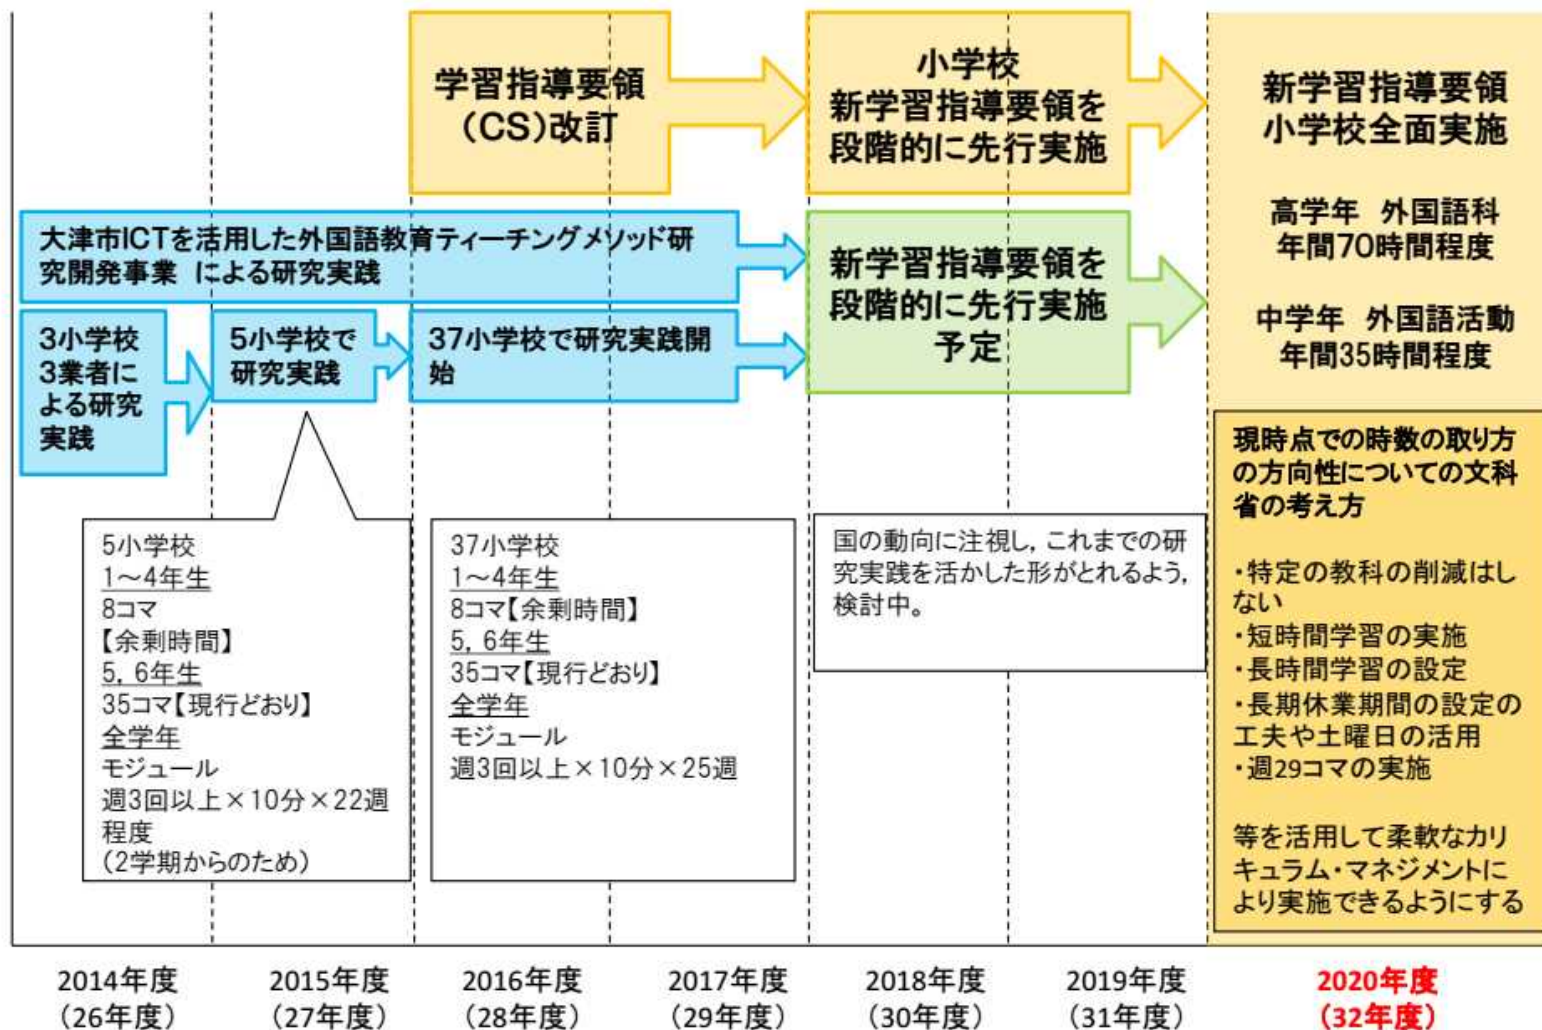 学習指導要領
（CS）改訂
小学校
新学習指導要領を
段階的に先行実施
新学習指導要領
小学校全面実施
高学年　外国語科
年間70時間程度
中学年　外国語活動
年間35時間程度
大津市ICTを活用した外国語教育ティーチングメソッド研
究開発事業　による研究実践
新学習指導要領を
段階的に先行実施
予定
3小学校
3業者に
よる研究
実践
5小学校で
研究実践
37小学校で研究実践開
始
現時点での時数の取り方
の方向性についての文科
省の考え方
・特定の教科の削減はし
ない
・短時間学習の実施
・長時間学習の設定
・長期休業期間の設定の
工夫や土曜日の活用
・週29コマの実施
等を活用して柔軟なカリ
キュラム・マネジメントに
より実施できるようにする
5小学校
1～4年生
8コマ
【余剰時間】
5，6年生
35コマ【現行どおり】
全学年
モジュール
週3回以上×10分×22週
程度
（2学期からのため）
37小学校
1～4年生
8コマ【余剰時間】
5，6年生
35コマ【現行どおり】
全学年
モジュール
週3回以上×10分×25週
国の動向に注視し，これまでの研
究実践を活かした形がとれるよう，
検討中。
2014年度
（26年度）
2015年度
（27年度）
2016年度
（28年度）
2017年度
（29年度）
2018年度
（30年度）
2019年度
（31年度）
2020年度
（32年度）